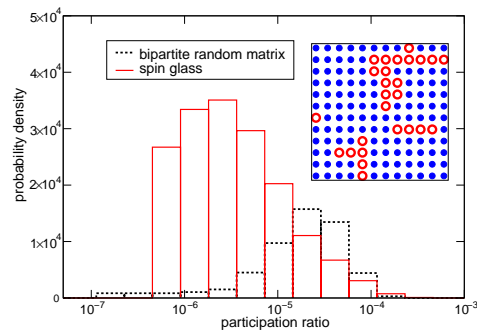 5×10⁴
4×10⁴
3×10⁴
2×10⁴
1×10⁴
0
probability density
bipartite random matrix
spin glass
10⁻⁷ 10⁻⁶ 10⁻⁵ 10⁻⁴ 10⁻³
participation ratio